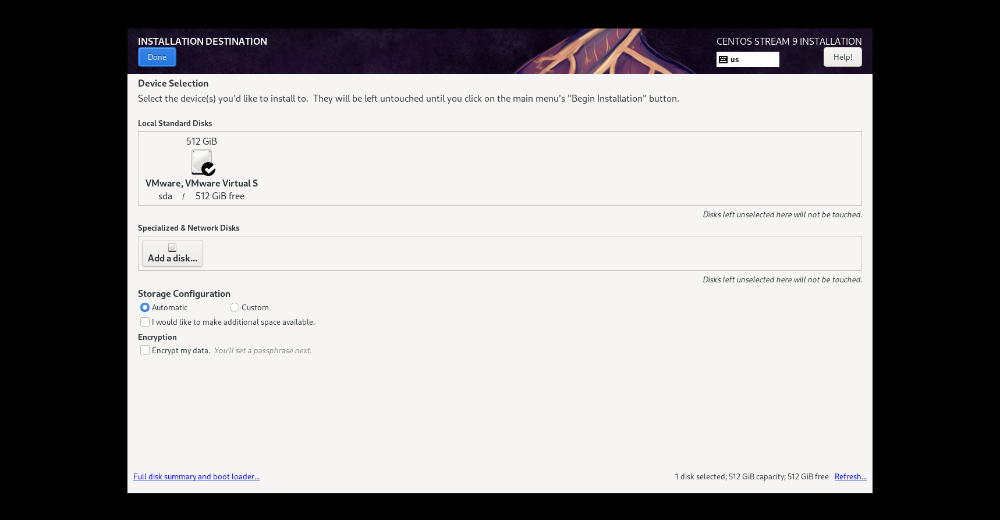 INSTALLATION DESTINATION
CENTOS STREAM 9 INSTALLATION
Done
us
Help!
Device Selection
Select the device(s) you'd like to install to.  They will be left untouched until you click on the main menu's "Begin Installation" button.
Local Standard Disks
512 GiB
VMware, VMware Virtual S
sda / 512 GiB free
Disks left unselected here will not be touched.
Specialized & Network Disks
Add a disk...
Disks left unselected here will not be touched.
Storage Configuration
Automatic Custom
I would like to make additional space available.
Encryption
Encrypt my data. You'll set a passphrase next.
Full disk summary and boot loader...
1 disk selected; 512 GiB capacity; 512 GiB free Refresh...